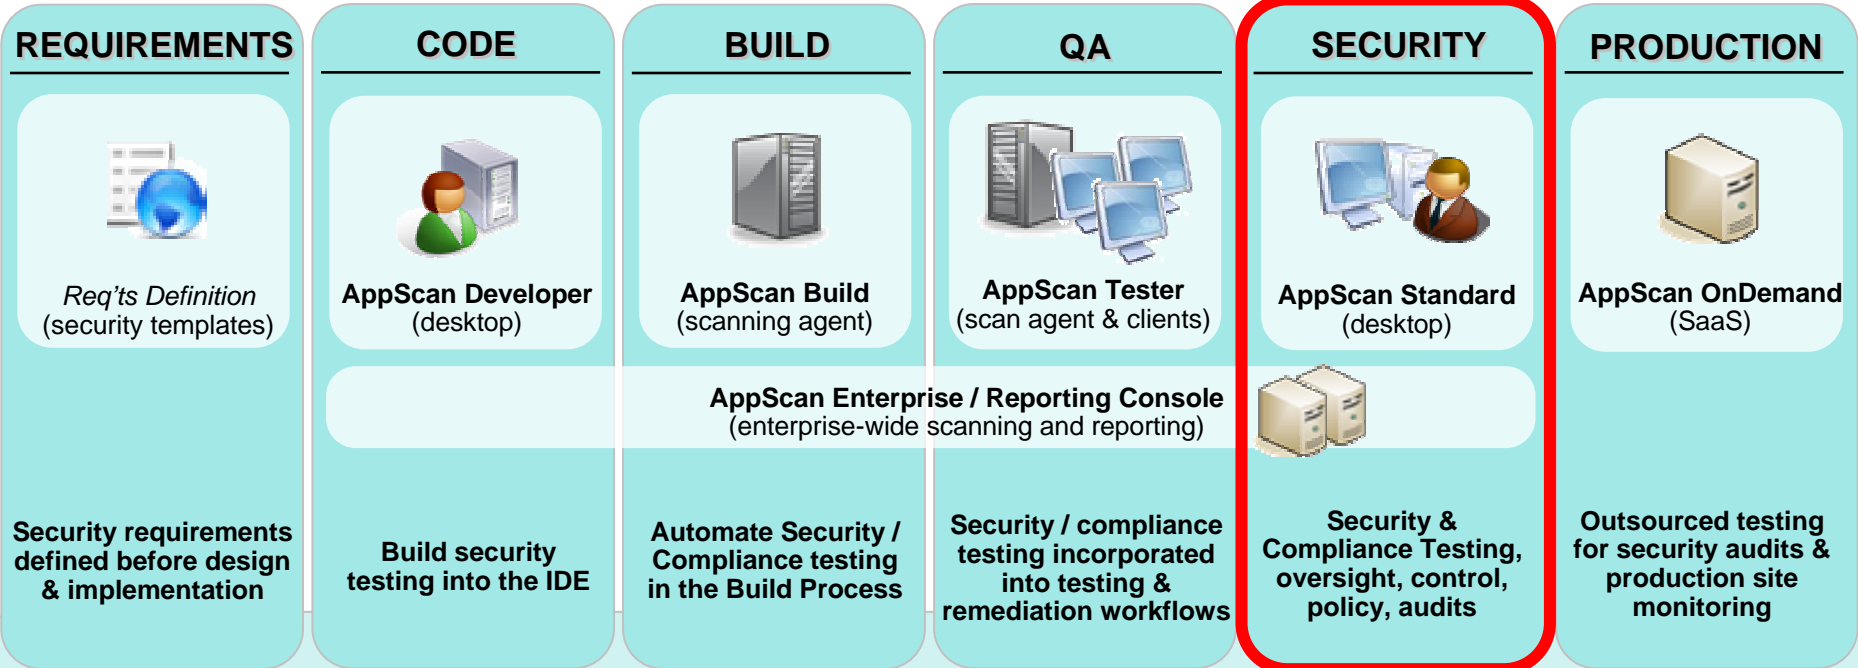 REQUIREMENTS
CODE
BUILD
QA
SECURITY
PRODUCTION
Req'ts Definition
(security templates)
AppScan Developer
(desktop)
AppScan Build
(scanning agent)
AppScan Tester
(scan agent & clients)
AppScan Standard
(desktop)
AppScan OnDemand
(SaaS)
AppScan Enterprise / Reporting Console
(enterprise-wide scanning and reporting)
Security requirements
defined before design
& implementation
Build security
testing into the IDE
Automate Security /
Compliance testing
in the Build Process
Security / compliance
testing incorporated
into testing &
remediation workflows
Security &
Compliance Testing,
oversight, control,
policy, audits
Outsourced testing
for security audits &
production site
monitoring